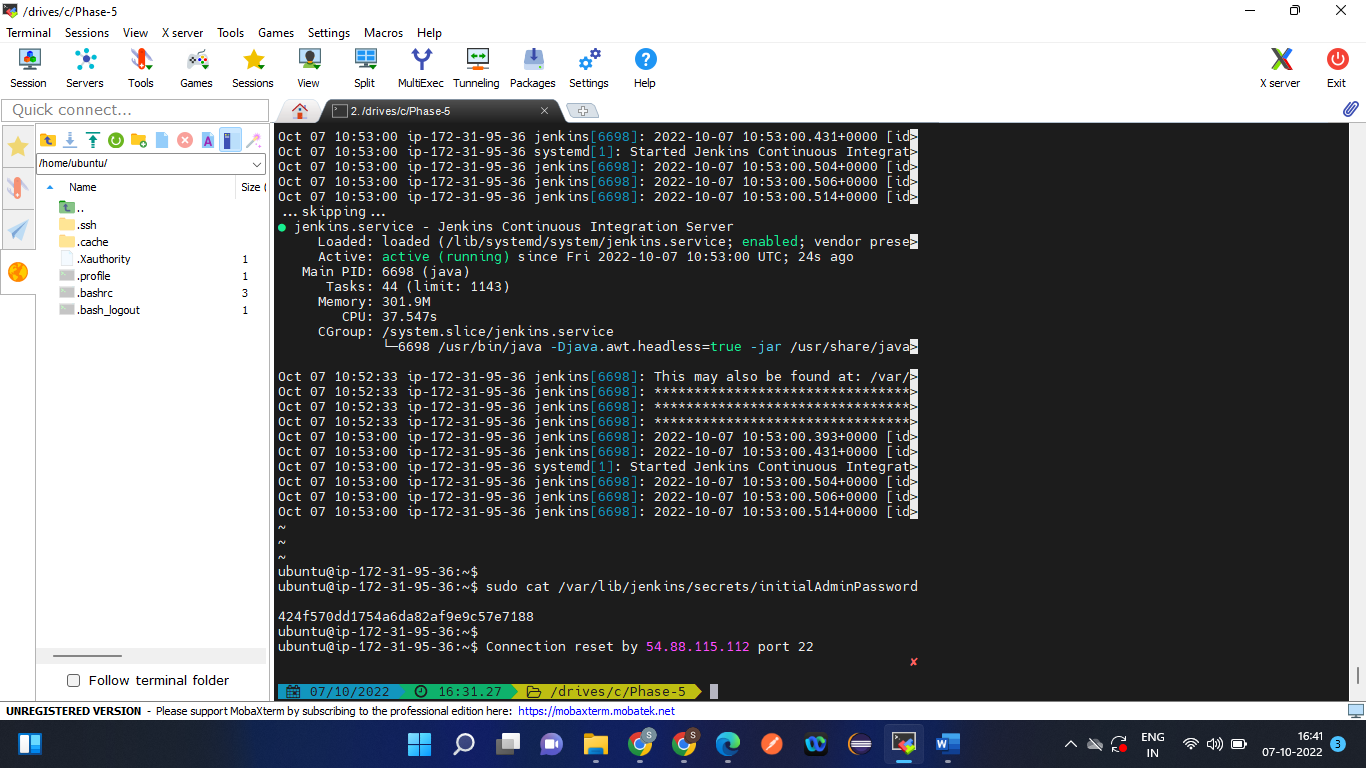 /drives/c/Phase-5
Terminal Sessions View X server Tools Games Settings Macros Help
Session Servers Tools Games Sessions View Split MultiExec Tunneling Packages Settings Help X server Exit
Quick connect...
2. /drives/c/Phase-5
/home/ubuntu/
Name Size (
..
.ssh
.cache
.Xauthority 1
.profile 1
.bashrc 3
.bash_logout 1
Follow terminal folder
Oct 07 10:53:00 ip-172-31-95-36 jenkins[6698]: 2022-10-07 10:53:00.431+0000 [id>
Oct 07 10:53:00 ip-172-31-95-36 systemd[1]: Started Jenkins Continuous Integrat>
Oct 07 10:53:00 ip-172-31-95-36 jenkins[6698]: 2022-10-07 10:53:00.504+0000 [id>
Oct 07 10:53:00 ip-172-31-95-36 jenkins[6698]: 2022-10-07 10:53:00.506+0000 [id>
Oct 07 10:53:00 ip-172-31-95-36 jenkins[6698]: 2022-10-07 10:53:00.514+0000 [id>
...skipping...
● jenkins.service - Jenkins Continuous Integration Server
Loaded: loaded (/lib/systemd/system/jenkins.service; enabled; vendor prese>
Active: active (running) since Fri 2022-10-07 10:53:00 UTC; 24s ago
Main PID: 6698 (java)
Tasks: 44 (limit: 1143)
Memory: 301.9M
CPU: 37.547s
CGroup: /system.slice/jenkins.service
└─6698 /usr/bin/java -Djava.awt.headless=true -jar /usr/share/java>
Oct 07 10:52:33 ip-172-31-95-36 jenkins[6698]: This may also be found at: /var/>
Oct 07 10:52:33 ip-172-31-95-36 jenkins[6698]: ********************************>
Oct 07 10:52:33 ip-172-31-95-36 jenkins[6698]: ********************************>
Oct 07 10:52:33 ip-172-31-95-36 jenkins[6698]: ********************************>
Oct 07 10:53:00 ip-172-31-95-36 jenkins[6698]: 2022-10-07 10:53:00.393+0000 [id>
Oct 07 10:53:00 ip-172-31-95-36 jenkins[6698]: 2022-10-07 10:53:00.431+0000 [id>
Oct 07 10:53:00 ip-172-31-95-36 systemd[1]: Started Jenkins Continuous Integrat>
Oct 07 10:53:00 ip-172-31-95-36 jenkins[6698]: 2022-10-07 10:53:00.504+0000 [id>
Oct 07 10:53:00 ip-172-31-95-36 jenkins[6698]: 2022-10-07 10:53:00.506+0000 [id>
Oct 07 10:53:00 ip-172-31-95-36 jenkins[6698]: 2022-10-07 10:53:00.514+0000 [id>
~
~
~
ubuntu@ip-172-31-95-36:~$
ubuntu@ip-172-31-95-36:~$ sudo cat /var/lib/jenkins/secrets/initialAdminPassword
424f570dd1754a6da82af9e9c57e7188
ubuntu@ip-172-31-95-36:~$
ubuntu@ip-172-31-95-36:~$ Connection reset by 54.88.115.112 port 22
07/10/2022 16:31.27 /drives/c/Phase-5
UNREGISTERED VERSION - Please support MobaXterm by subscribing to the professional edition here: https://mobaxterm.mobatek.net
ENG
IN
16:41
07-10-2022
3